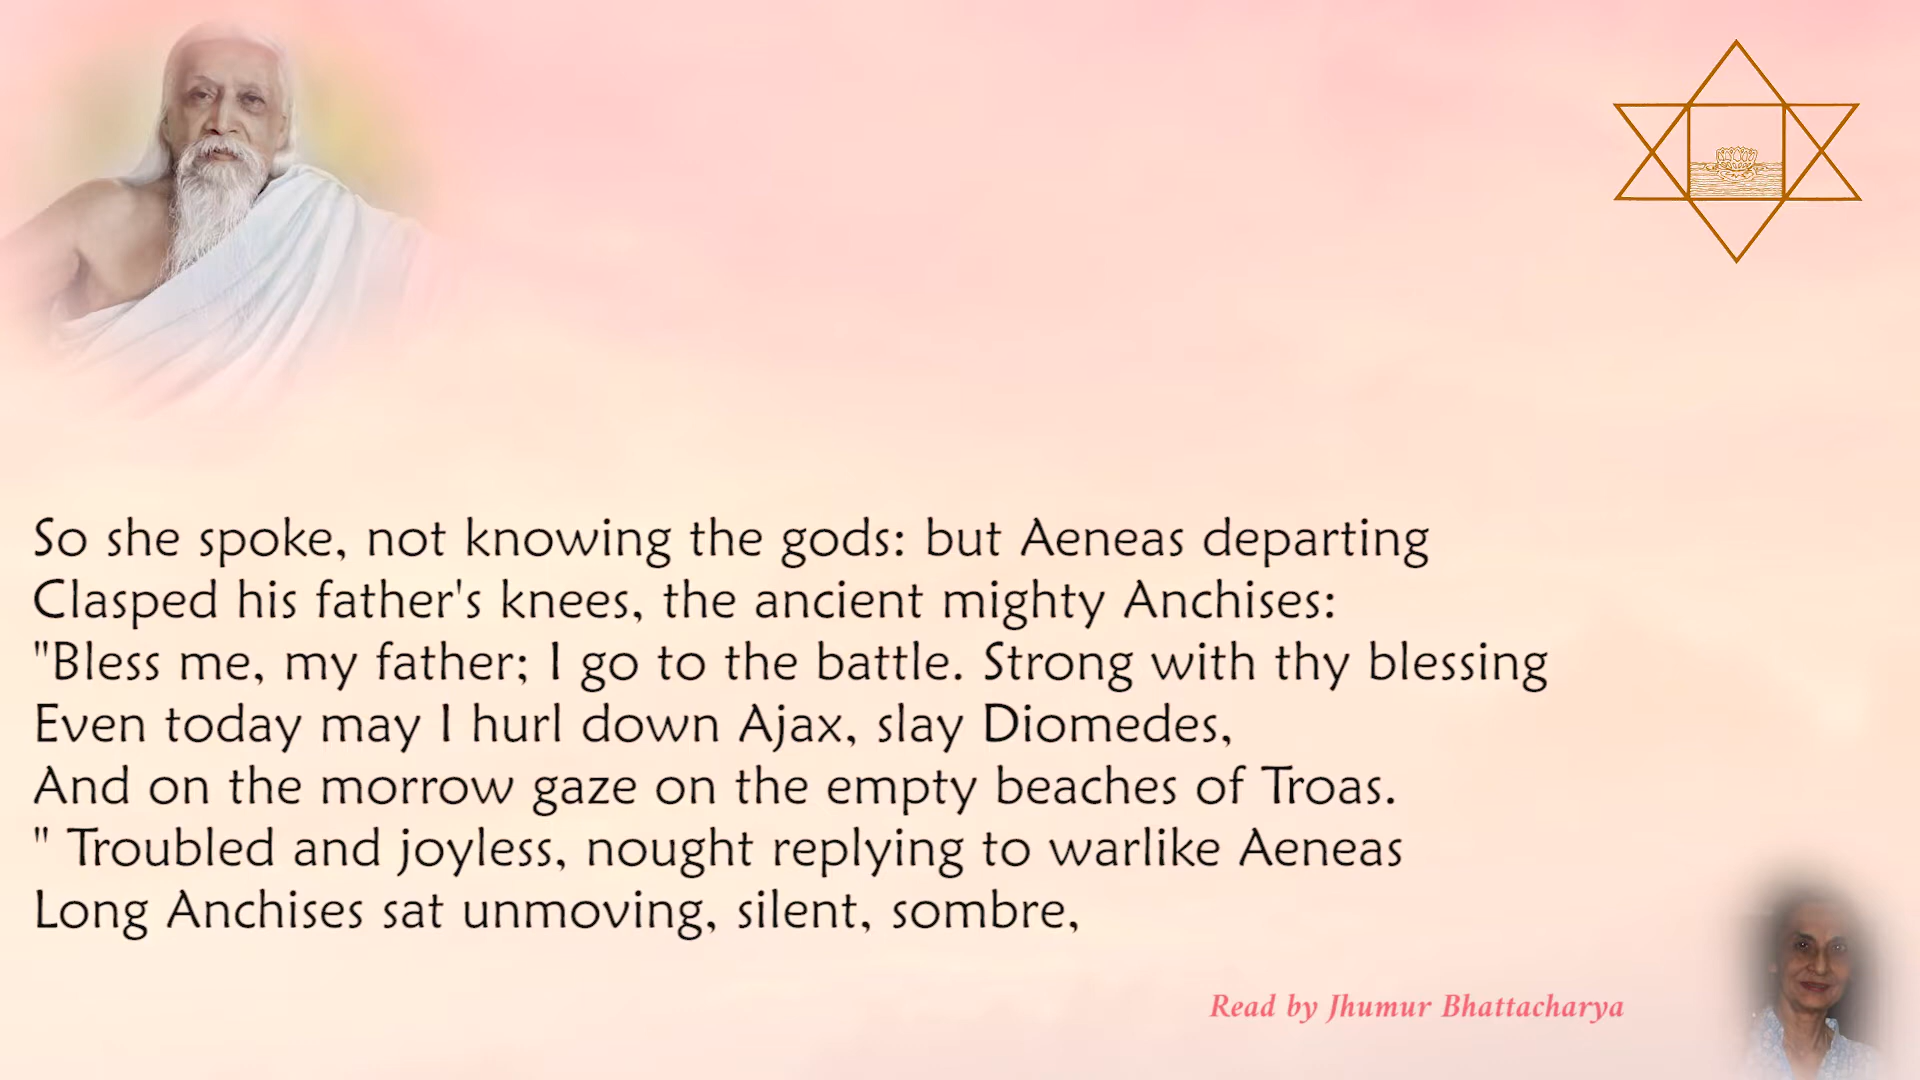 So she spoke, not knowing the gods: but Aeneas departing
Clasped his father's knees, the ancient mighty Anchises:
"Bless me, my father; I go to the battle. Strong with thy blessing
Even today may I hurl down Ajax, slay Diomedes,
And on the morrow gaze on the empty beaches of Troas.
" Troubled and joyless, nought replying to warlike Aeneas
Long Anchises sat unmoving, silent, sombre,
Read by Jhumur Bhattacharya